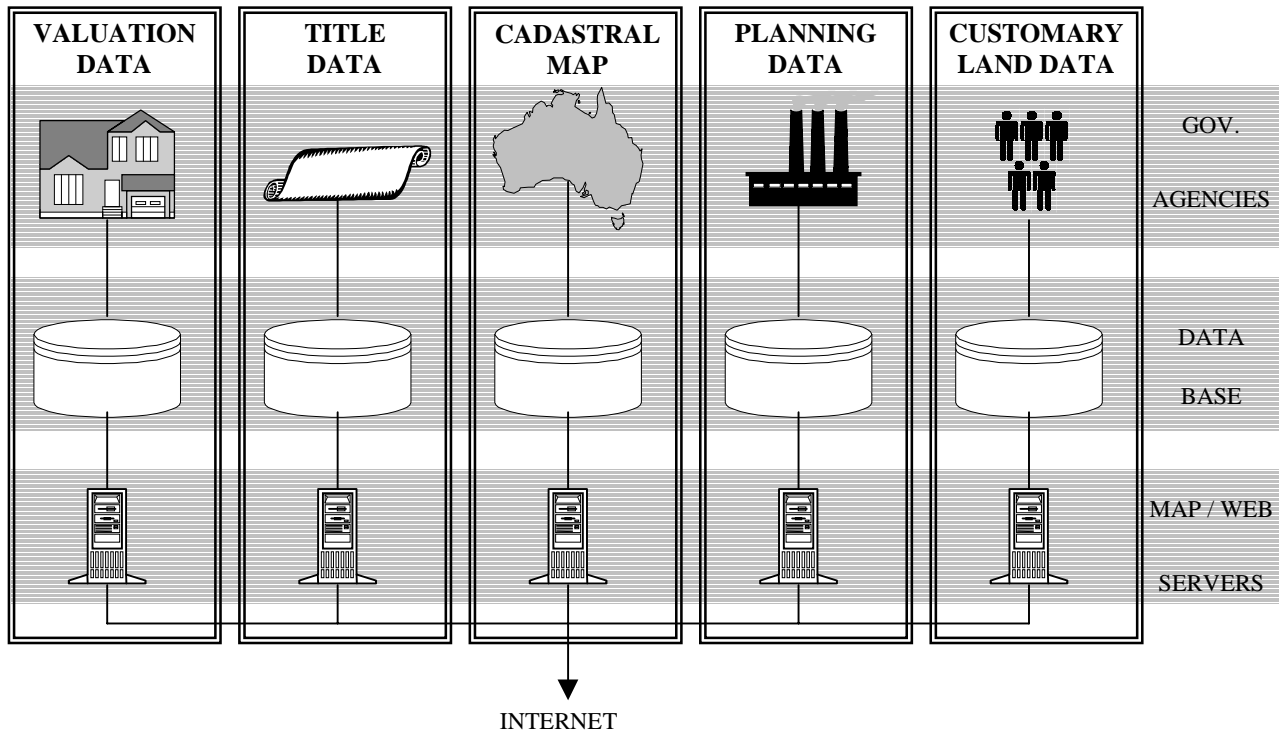 VALUATION
DATA
TITLE
DATA
CADASTRAL
MAP
PLANNING
DATA
CUSTOMARY
LAND DATA
GOV.
AGENCIES
DATA
BASE
MAP / WEB
SERVERS
INTERNET